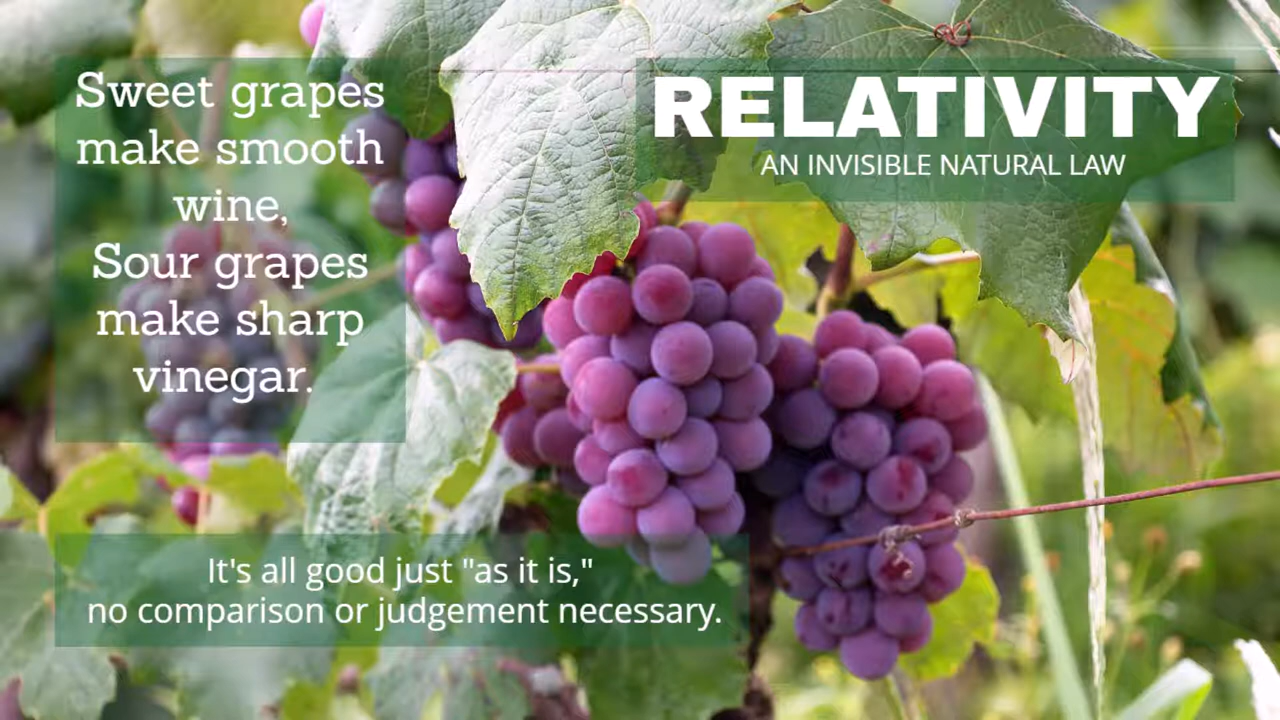 Sweet grapes
make smooth
wine,
Sour grapes
make sharp
vinegar.
RELATIVITY
AN INVISIBLE NATURAL LAW
It's all good just "as it is,"
no comparison or judgement necessary.